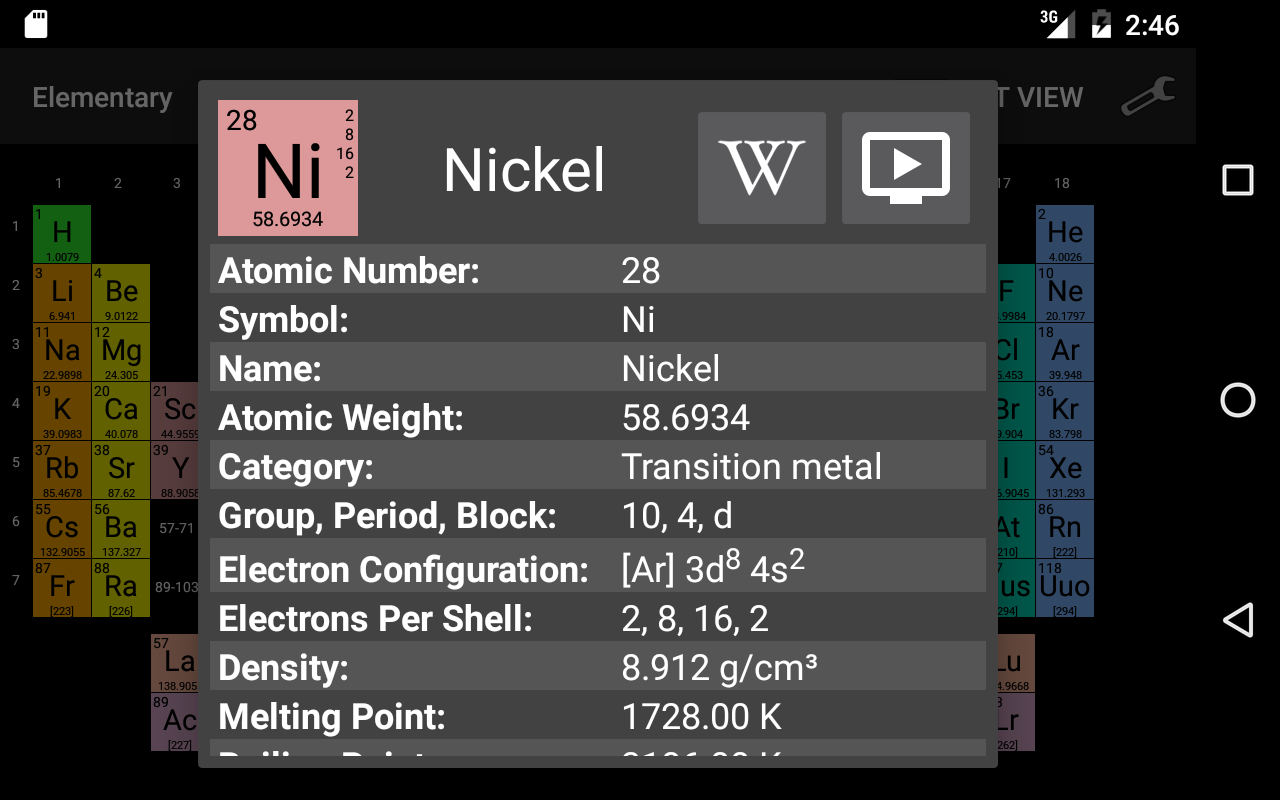 3G 2:46
Elementary T VIEW
28 2 8 16 2
Ni
58.6934
Nickel
W
Atomic Number: 28
Symbol: Ni
Name: Nickel
Atomic Weight: 58.6934
Category: Transition metal
Group, Period, Block: 10, 4, d
Electron Configuration: [Ar] 3d⁸ 4s²
Electrons Per Shell: 2, 8, 16, 2
Density: 8.912 g/cm³
Melting Point: 1728.00 K
1 2 3 17 18
1
1 H 1.0079
2 He 4.0026
2
3 Li 6.941
4 Be 9.0122
F .9984
10 Ne 20.1797
3
11 Na 22.9898
12 Mg 24.305
Cl 5.453
18 Ar 39.948
4
19 K 39.0983
20 Ca 40.078
21 Sc 44.9559
Br 9.904
36 Kr 83.798
5
37 Rb 85.4678
38 Sr 87.62
39 Y 88.9058
I 6.9045
54 Xe 131.293
6
55 Cs 132.9055
56 Ba 137.327
57-71
At [210]
86 Rn [222]
7
87 Fr [223]
88 Ra [226]
89-103
7 us [294]
118 Uuo [294]
57 La 138.905
Lu 4.9668
89 Ac [227]
3 Lr [262]